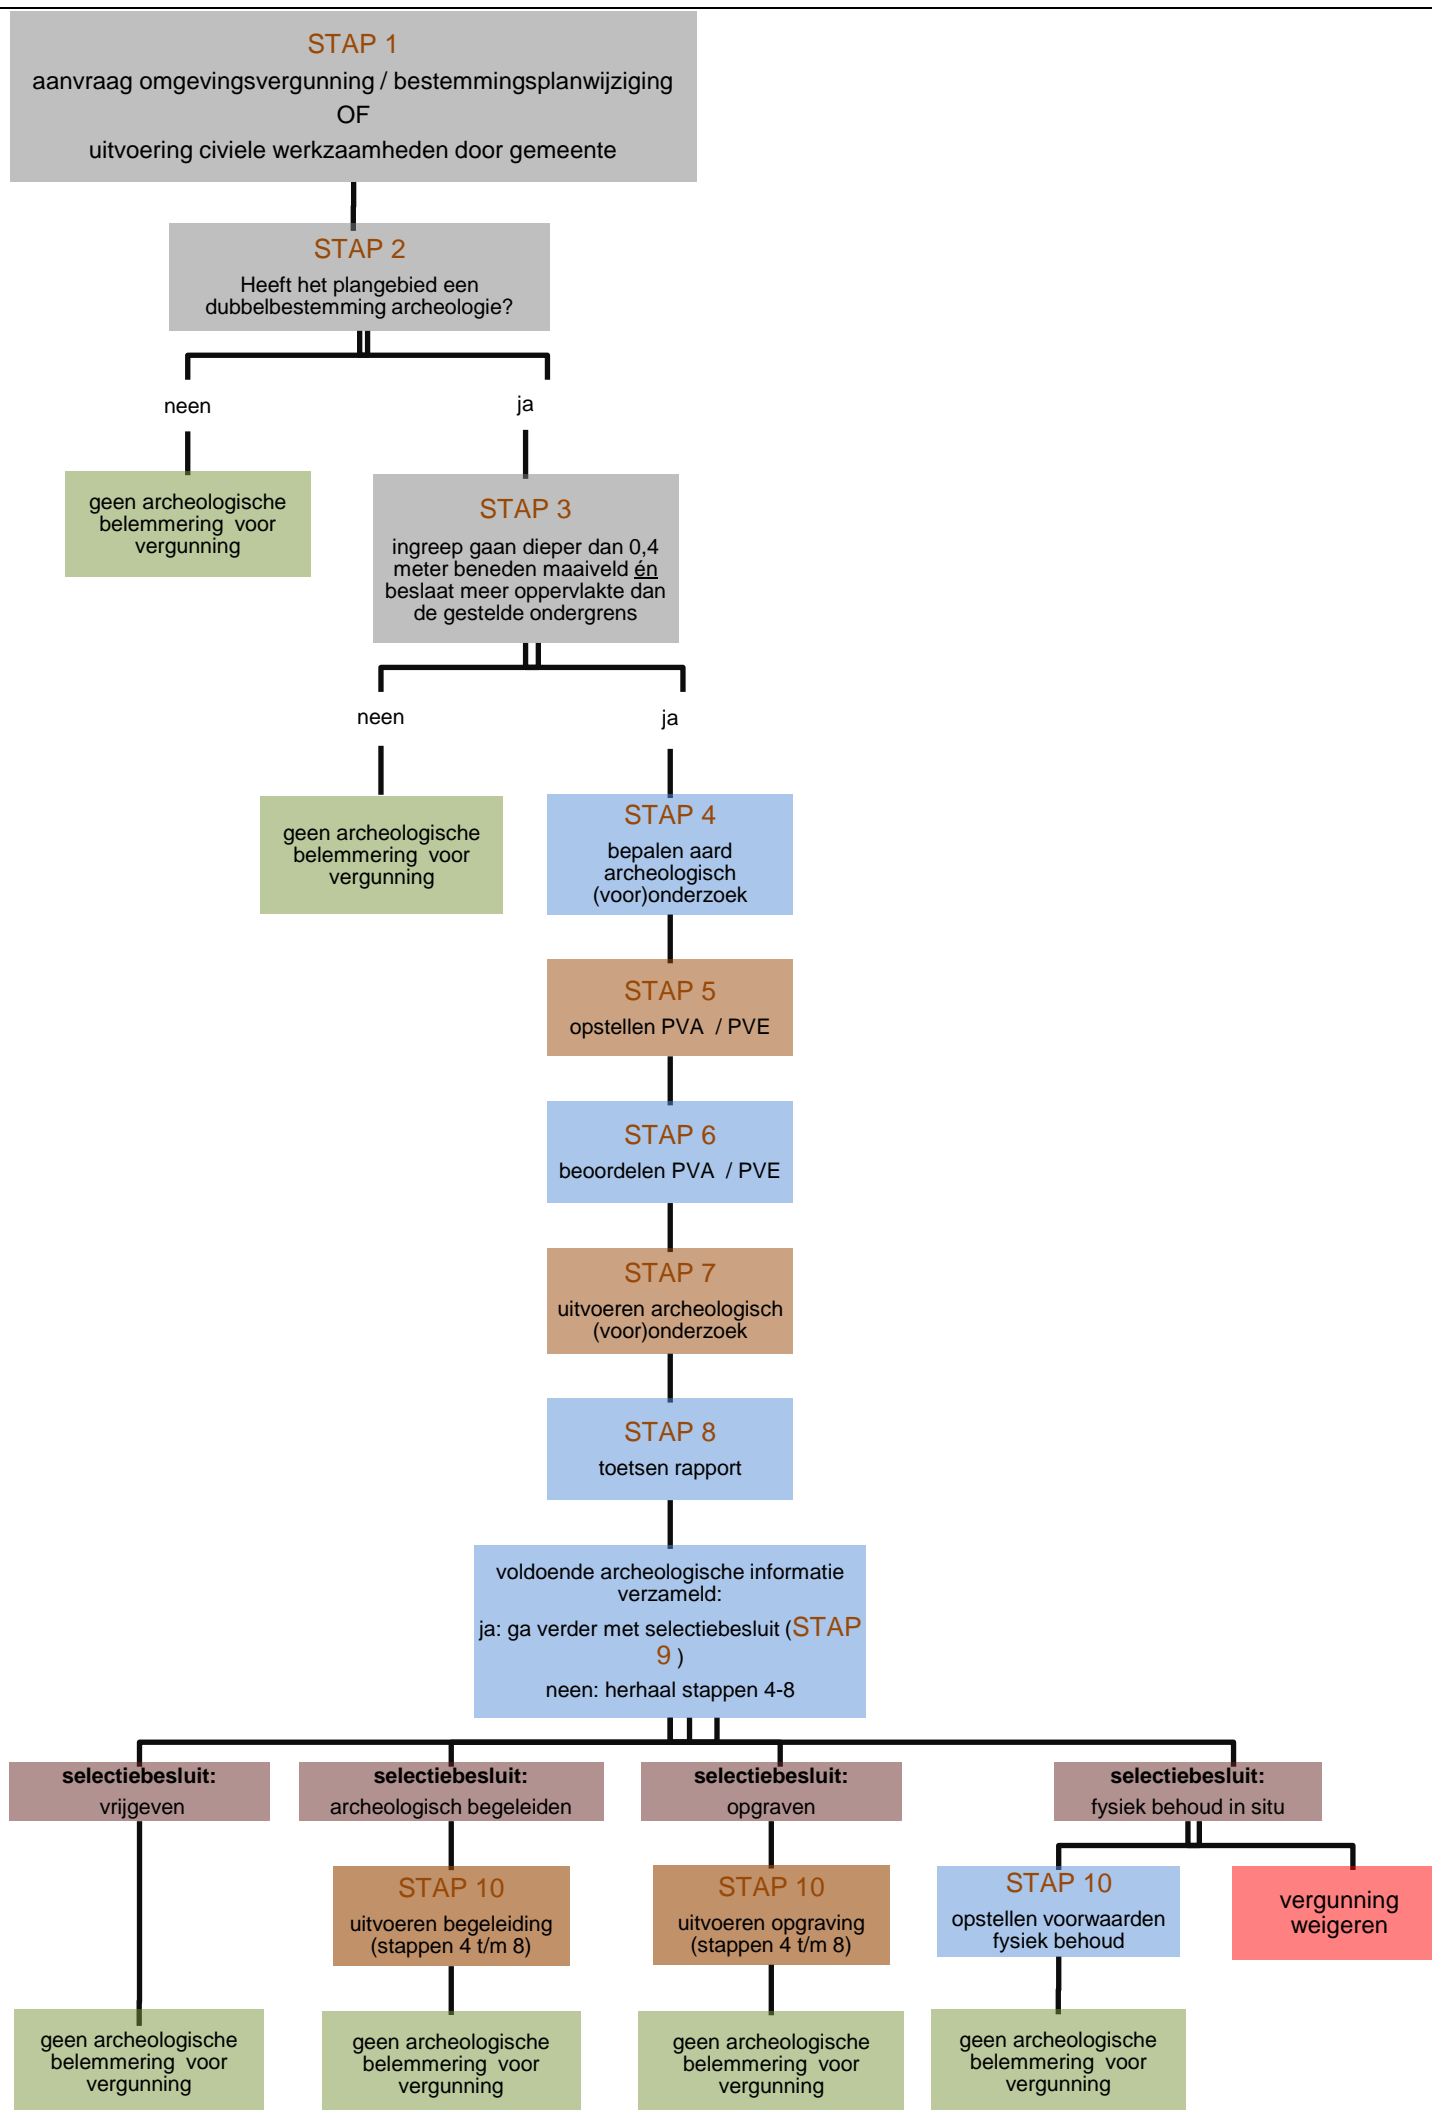 STAP 1
aanvraag omgevingsvergunning / bestemmingsplanwijziging
OF
uitvoering civiele werkzaamheden door gemeente
STAP 2
Heeft het plangebied een
dubbelbestemming archeologie?
neen
ja
geen archeologische
belemmering voor
vergunning
STAP 3
ingreep gaan dieper dan 0,4
meter beneden maaiveld én
beslaat meer oppervlakte dan
de gestelde ondergrens
neen
ja
geen archeologische
belemmering voor
vergunning
STAP 4
bepalen aard
archeologisch
(voor)onderzoek
STAP 5
opstellen PVA / PVE
STAP 6
beoordelen PVA / PVE
STAP 7
uitvoeren archeologisch
(voor)onderzoek
STAP 8
toetsen rapport
voldoende archeologische informatie
verzameld:
ja: ga verder met selectiebesluit (STAP
9 )
neen: herhaal stappen 4-8
selectiebesluit:
vrijgeven
selectiebesluit:
archeologisch begeleiden
selectiebesluit:
opgraven
selectiebesluit:
fysiek behoud in situ
STAP 10
uitvoeren begeleiding
(stappen 4 t/m 8)
STAP 10
uitvoeren opgraving
(stappen 4 t/m 8)
STAP 10
opstellen voorwaarden
fysiek behoud
vergunning
weigeren
geen archeologische
belemmering voor
vergunning
geen archeologische
belemmering voor
vergunning
geen archeologische
belemmering voor
vergunning
geen archeologische
belemmering voor
vergunning